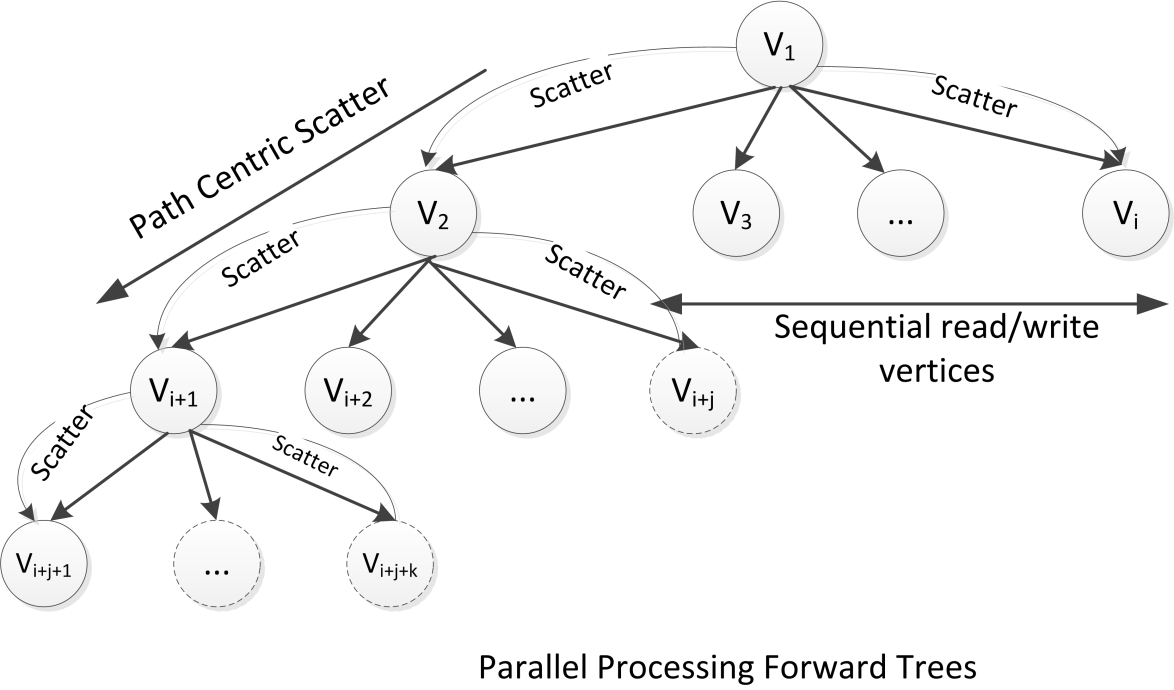 V1
Scatter
Scatter
Path Centric Scatter
V2
V3
...
Vi
Scatter
Scatter
Sequential read/write
vertices
Vi+1
Vi+2
...
Vi+j
Scatter
Scatter
Vi+j+1
...
Vi+j+k
Parallel Processing Forward Trees